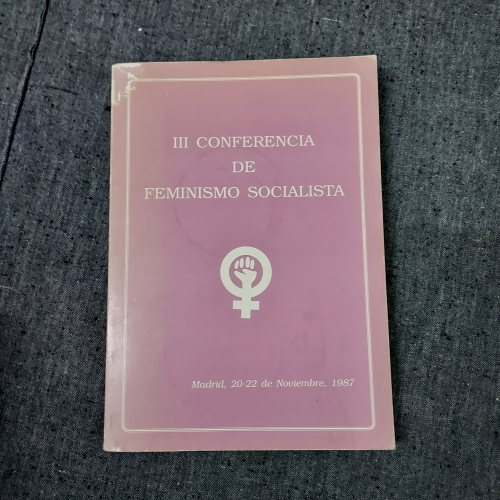 III CONFERENCIA
DE
FEMINISMO SOCIALISTA
Madrid, 20-22 de Noviembre, 1987